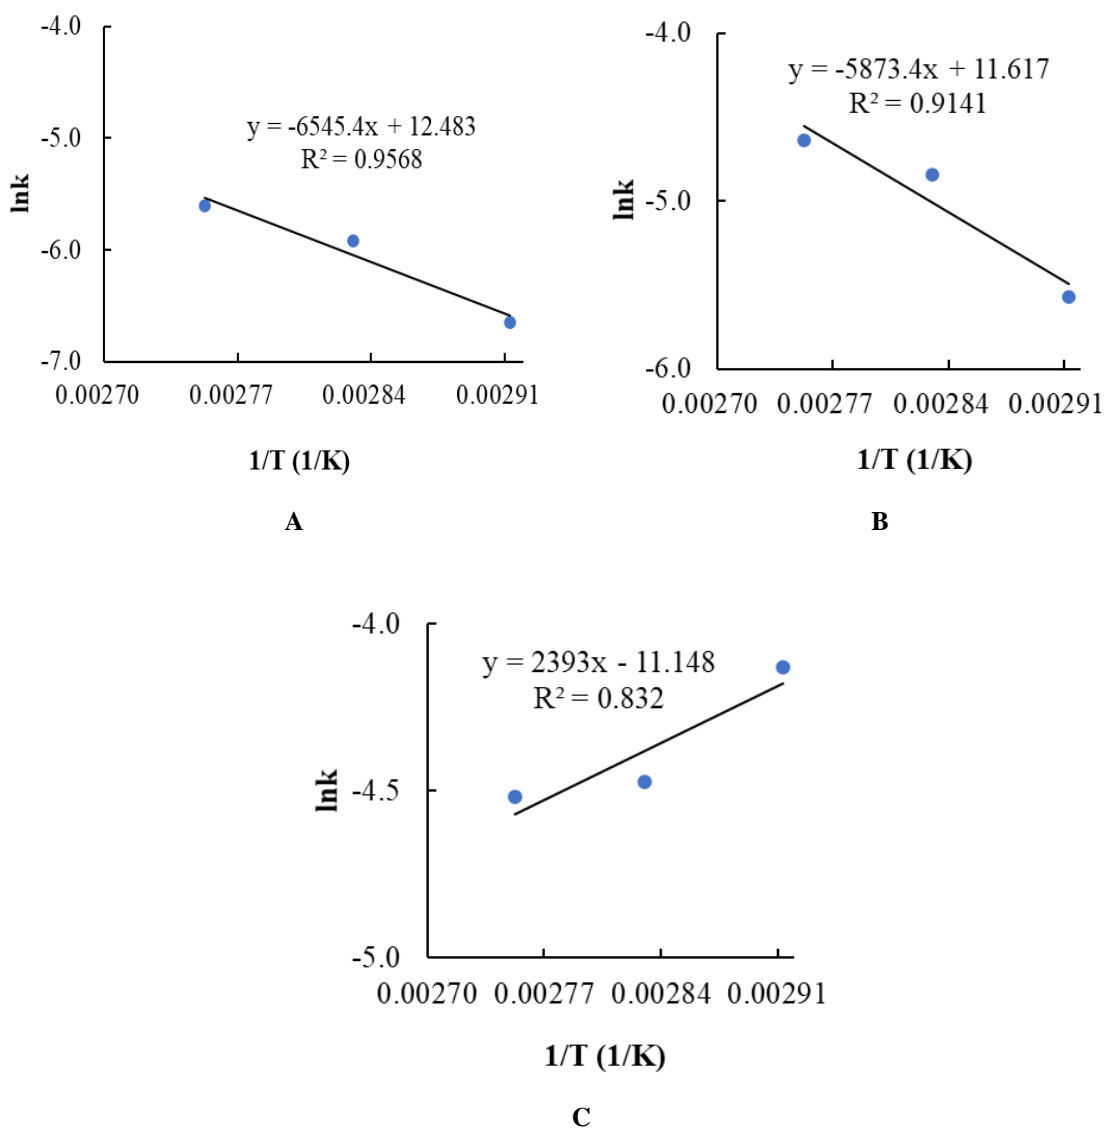 -4.0
y = -6545.4x + 12.483
R² = 0.9568
-5.0
lnk
-6.0
-7.0
0.00270 0.00277 0.00284 0.00291
1/T (1/K)
A
-4.0
y = -5873.4x + 11.617
R² = 0.9141
lnk
-5.0
-6.0
0.00270 0.00277 0.00284 0.00291
1/T (1/K)
B
-4.0
y = 2393x - 11.148
R² = 0.832
lnk
-4.5
-5.0
0.00270 0.00277 0.00284 0.00291
1/T (1/K)
C